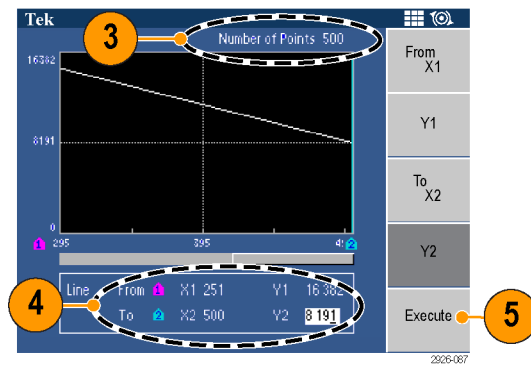 Tek
3
Number of Points 500
From
X1
16382
Y1
8191
To
X2
0
1 295 395 2
Y2
Line From 1 X1 251 Y1 16 382
4
To 2 X2 500 Y2 8 191
Execute
5
2926-087